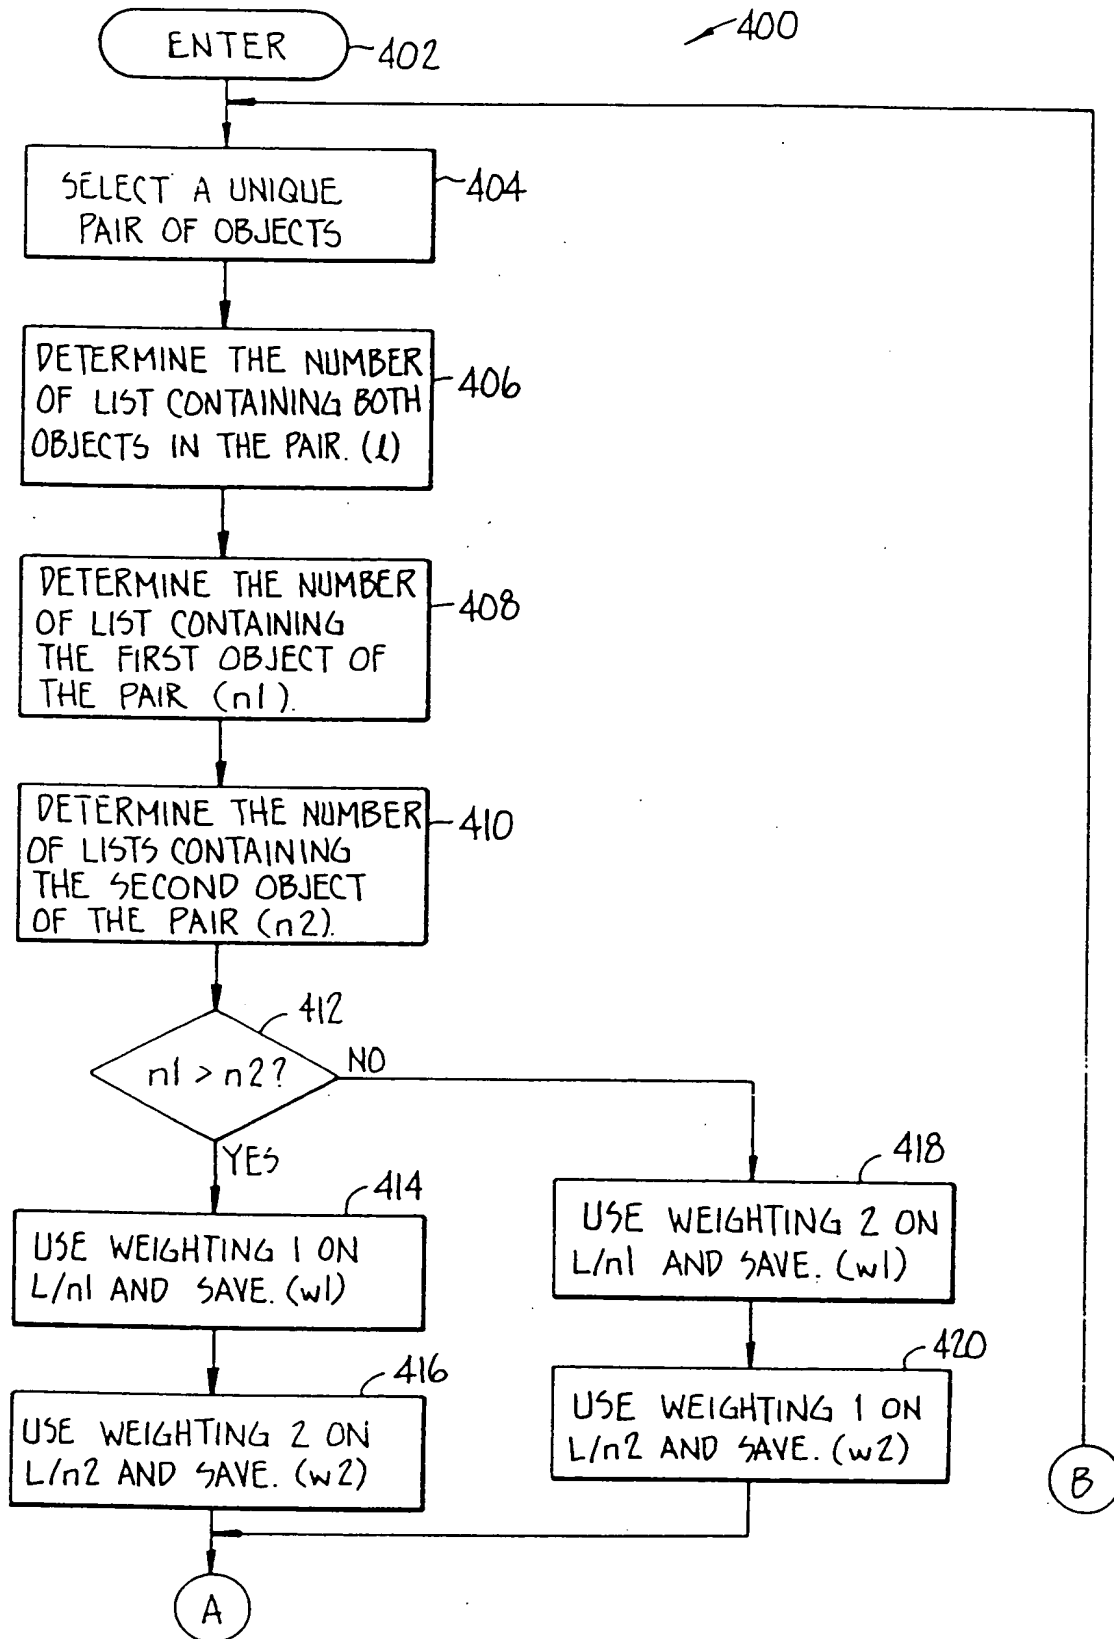 400
ENTER
402
SELECT A UNIQUE
PAIR OF OBJECTS
404
DETERMINE THE NUMBER
OF LIST CONTAINING BOTH
OBJECTS IN THE PAIR. (l)
406
DETERMINE THE NUMBER
OF LIST CONTAINING
THE FIRST OBJECT OF
THE PAIR (n1).
408
DETERMINE THE NUMBER
OF LISTS CONTAINING
THE SECOND OBJECT
OF THE PAIR (n2).
410
412
n1 > n2?
NO
YES
414
USE WEIGHTING 1 ON
L/n1 AND SAVE. (w1)
418
USE WEIGHTING 2 ON
L/n1 AND SAVE. (w1)
416
USE WEIGHTING 2 ON
L/n2 AND SAVE. (w2)
420
USE WEIGHTING 1 ON
L/n2 AND SAVE. (w2)
B
A